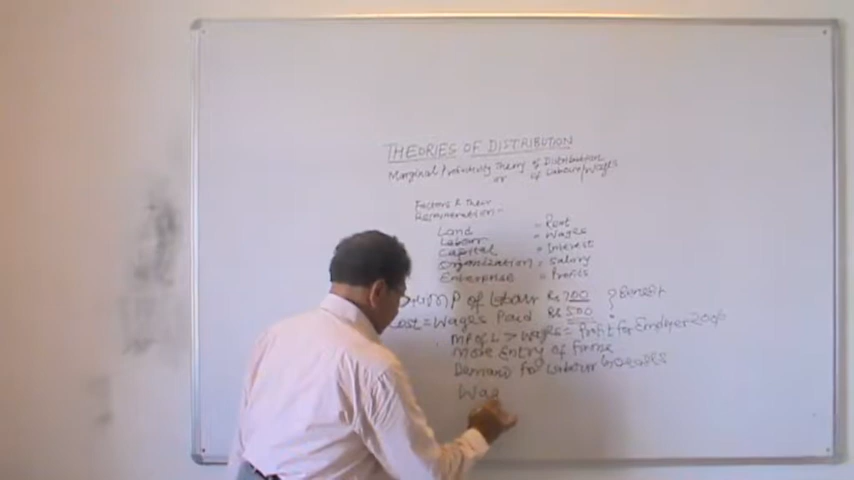 THEORIES OF DISTRIBUTION
Marginal Productivity Theory of Distribution
or of Labour/Wages
Factors & their
Remuneration:-
Land = Rent
Labour = Wages
Capital = Interest
Organization = Salary
Enterprise = Profits
MP of Labour Rs 700 Benefit
Cost = Wages Paid Rs 500
MP of L > Wages = Profit for Employer 200
More Entry of Firms
Demand for Labour increases
Wag